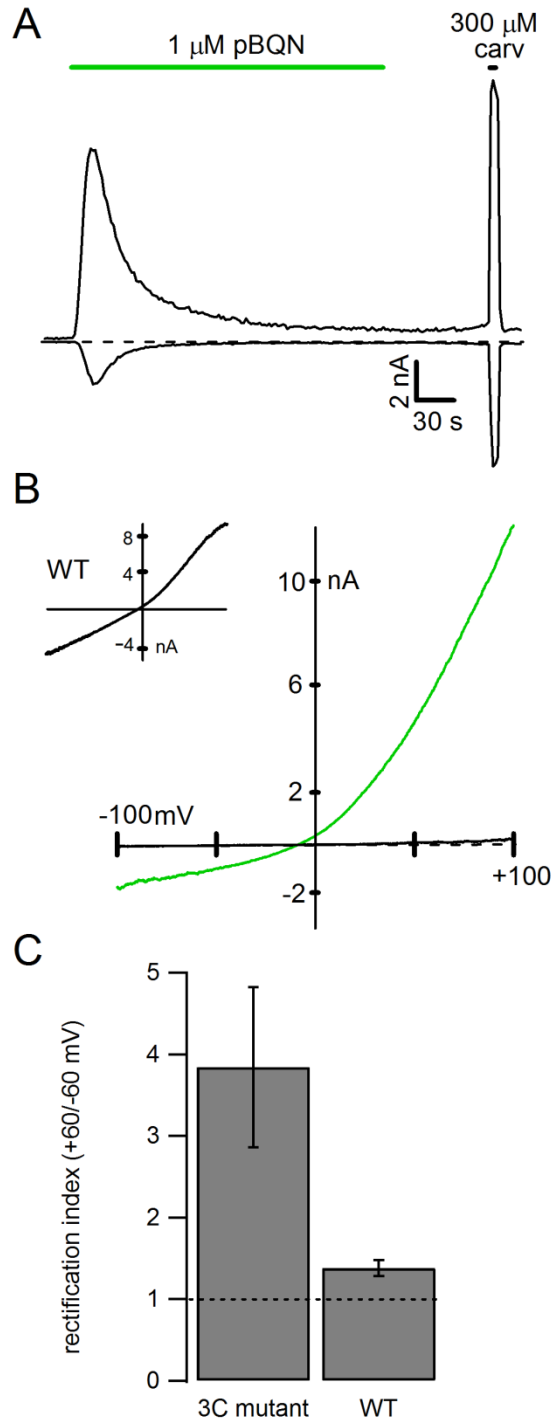 A
1 μM pBQN
300 μM
carv
2 nA
30 s
B
WT
8
4
-4
nA
10
nA
6
2
-100mV
-2
+100
C
5
4
3
2
1
0
rectification index (+60/-60 mV)
3C mutant
WT